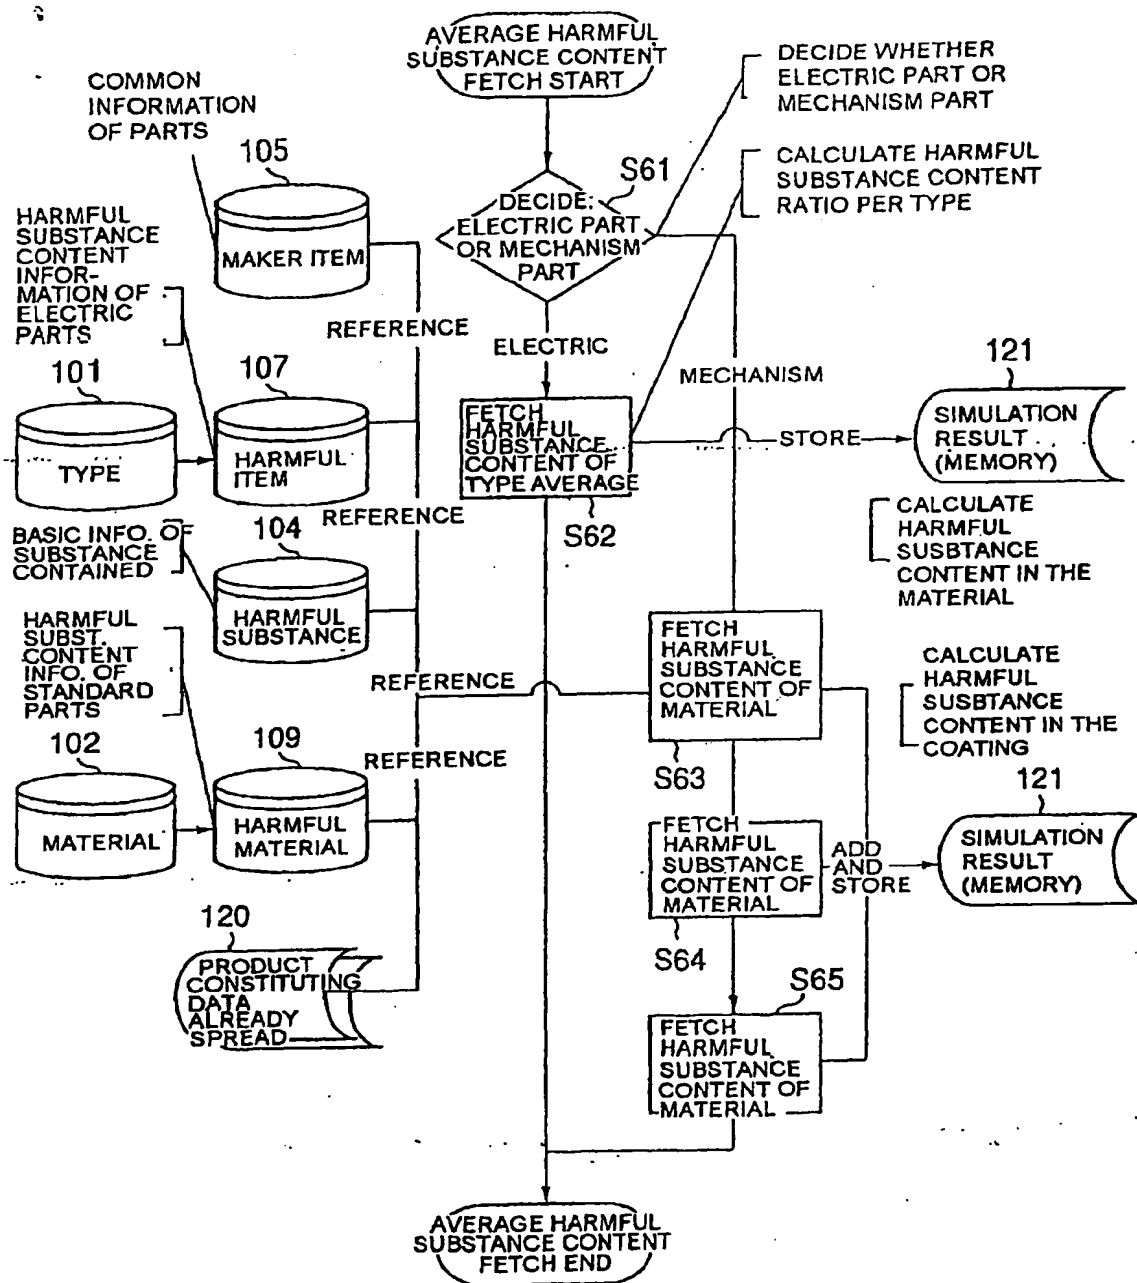 AVERAGE HARMFUL
SUBSTANCE CONTENT
FETCH START
DECIDE WHETHER
ELECTRIC PART OR
MECHANISM PART
COMMON
INFORMATION
OF PARTS
105
MAKER ITEM
S61
DECIDE:
ELECTRIC PART
OR MECHANISM
PART
CALCULATE HARMFUL
SUBSTANCE CONTENT
RATIO PER TYPE
HARMFUL
SUBSTANCE
CONTENT
INFOR-
MATION OF
ELECTRIC
PARTS
REFERENCE
ELECTRIC
MECHANISM
101
TYPE
107
HARMFUL
ITEM
FETCH
HARMFUL
SUBSTANCE
CONTENT OF
TYPE AVERAGE
S62
STORE
121
SIMULATION
RESULT
(MEMORY)
REFERENCE
BASIC INFO. OF
SUBSTANCE
CONTAINED
104
HARMFUL
SUBSTANCE
CALCULATE
HARMFUL
SUSBTANCE
CONTENT IN THE
MATERIAL
HARMFUL
SUBST.
CONTENT
INFO. OF
STANDARD
PARTS
REFERENCE
FETCH
HARMFUL
SUBSTANCE
CONTENT OF
MATERIAL
S63
CALCULATE
HARMFUL
SUSBTANCE
CONTENT IN THE
COATING
102
MATERIAL
109
HARMFUL
MATERIAL
REFERENCE
FETCH
HARMFUL
SUBSTANCE
CONTENT OF
MATERIAL
S64
ADD
AND
STORE
121
SIMULATION
RESULT
(MEMORY)
120
PRODUCT
CONSTITUTING
DATA
ALREADY
SPREAD
S65
FETCH
HARMFUL
SUBSTANCE
CONTENT OF
MATERIAL
AVERAGE HARMFUL
SUBSTANCE CONTENT
FETCH END